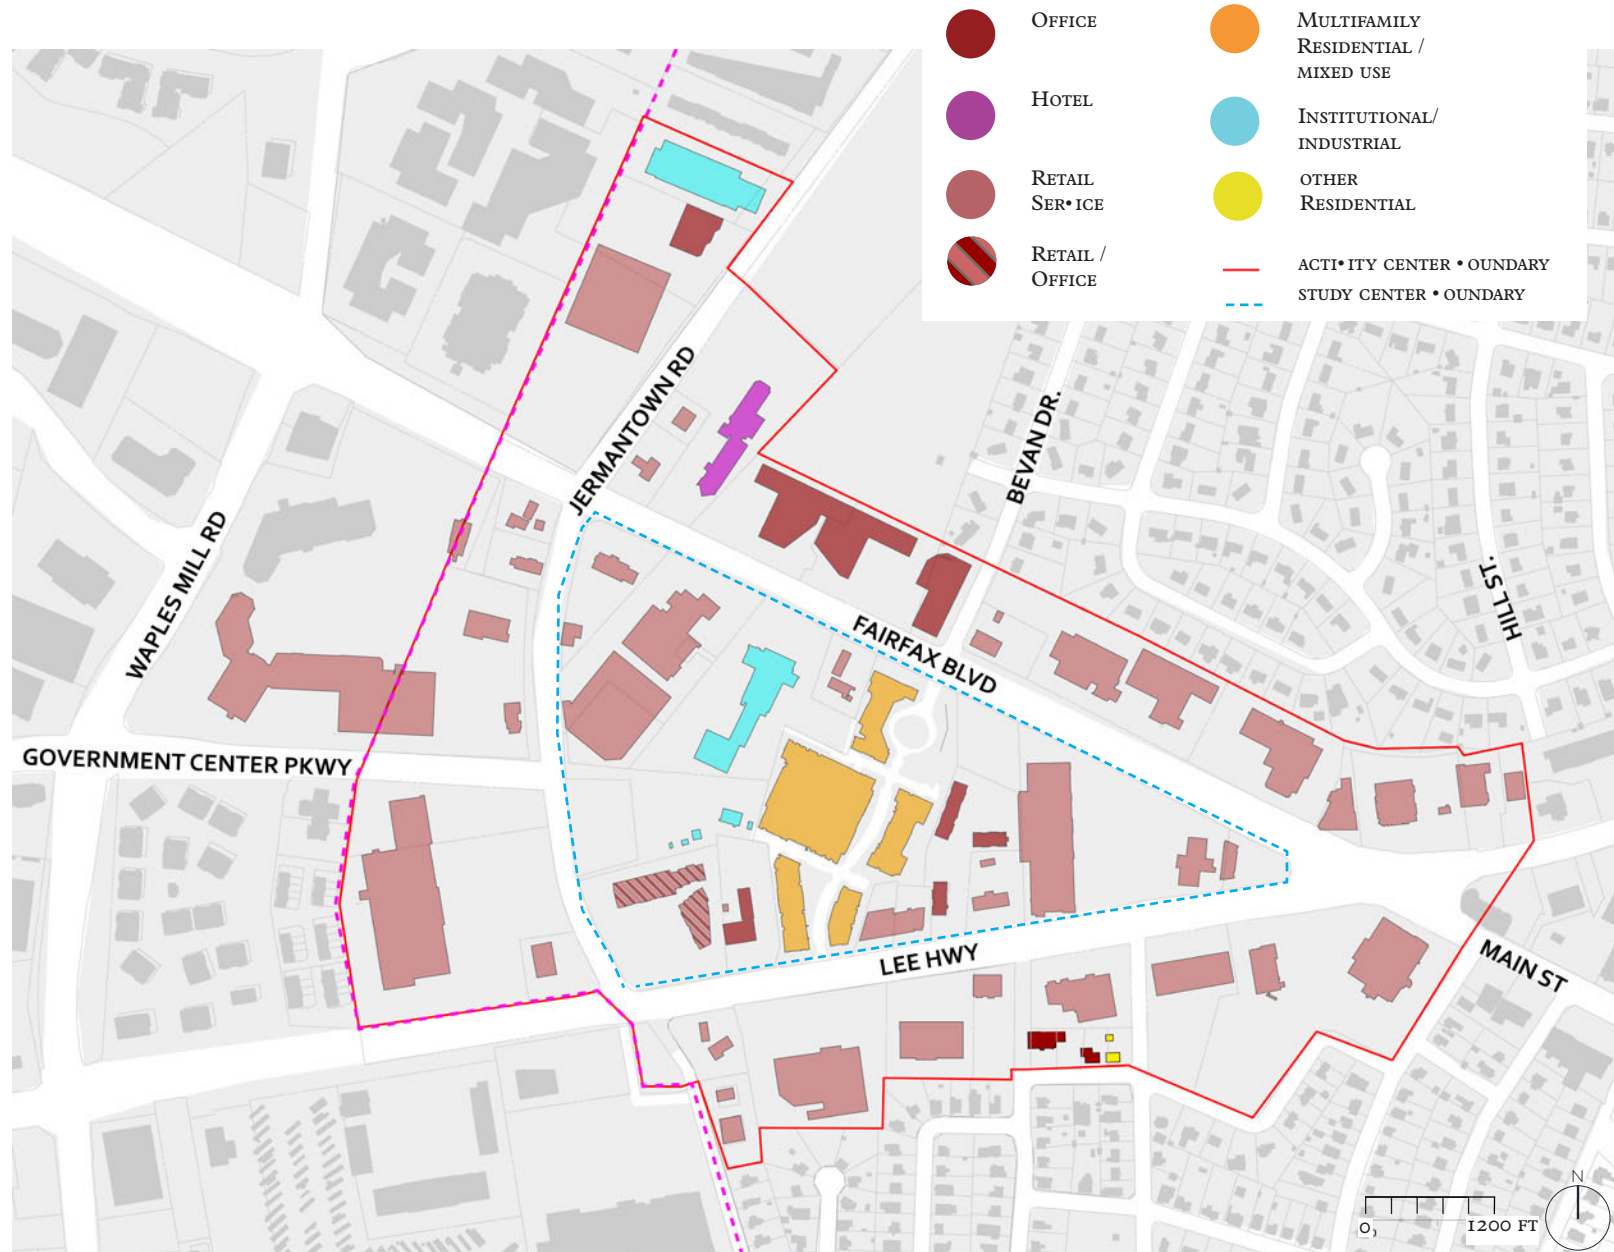 OFFICE
HOTEL
RETAIL
SER•ICE
RETAIL /
OFFICE
MULTIFAMILY
RESIDENTIAL /
MIXED USE
INSTITUTIONAL/
INDUSTRIAL
OTHER
RESIDENTIAL
ACTI•ITY CENTER •OUNDARY
STUDY CENTER •OUNDARY
JERMANTOWN RD
BEVAN DR.
HILL ST.
WAPLES MILL RD
FAIRFAX BLVD
GOVERNMENT CENTER PKWY
LEE HWY
MAIN ST
N
0,
1200 FT